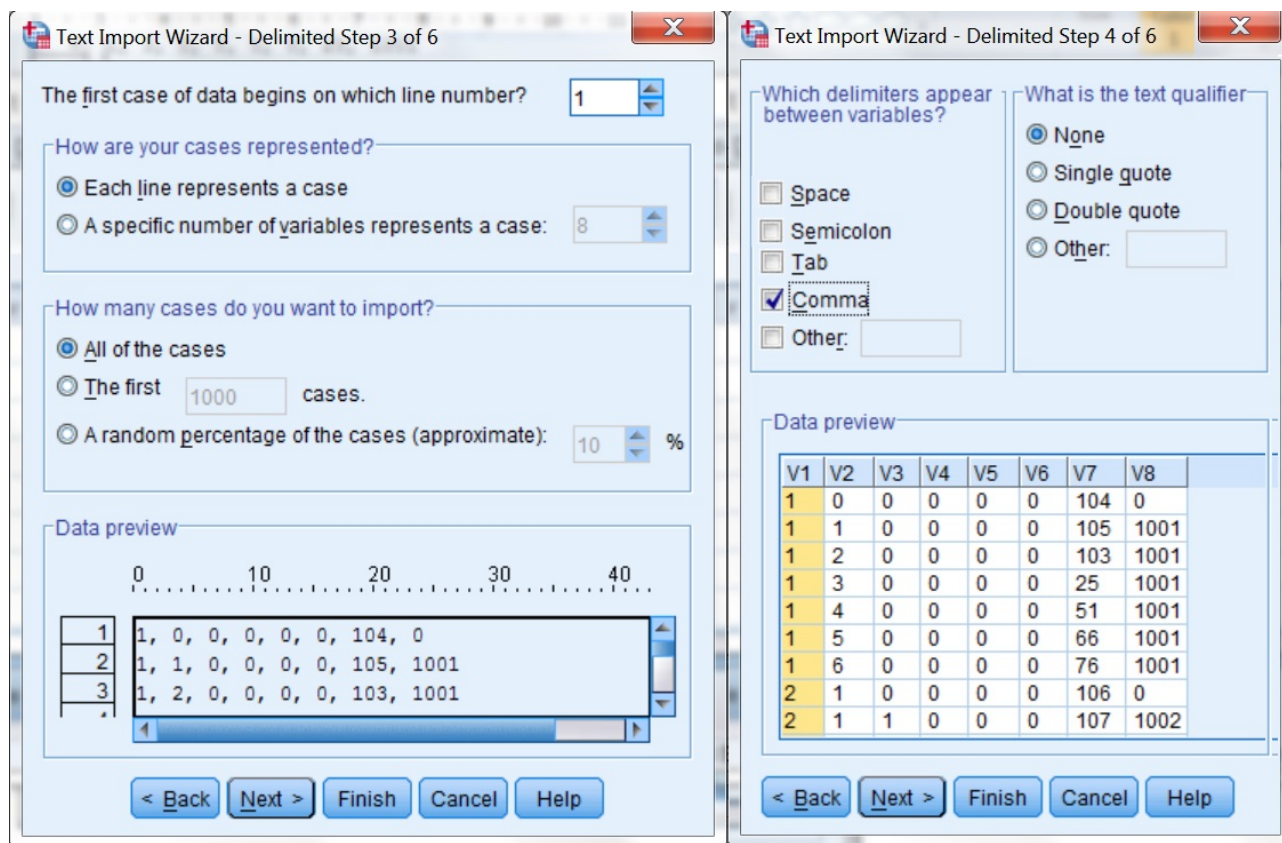 Text Import Wizard - Delimited Step 3 of 6
The first case of data begins on which line number? 1
How are your cases represented?
Each line represents a case
A specific number of variables represents a case: 8
How many cases do you want to import?
All of the cases
The first 1000 cases.
A random percentage of the cases (approximate): 10 %
Data preview
0 10 20 30 40
1 1, 0, 0, 0, 0, 0, 104, 0
2 1, 1, 0, 0, 0, 0, 105, 1001
3 1, 2, 0, 0, 0, 0, 103, 1001
< Back Next > Finish Cancel Help
Text Import Wizard - Delimited Step 4 of 6
Which delimiters appear
between variables?
Space
Semicolon
Tab
Comma
Other:
What is the text qualifier
None
Single quote
Double quote
Other:
Data preview
V1 V2 V3 V4 V5 V6 V7 V8
1 0 0 0 0 0 104 0
1 1 0 0 0 0 105 1001
1 2 0 0 0 0 103 1001
1 3 0 0 0 0 25 1001
1 4 0 0 0 0 51 1001
1 5 0 0 0 0 66 1001
1 6 0 0 0 0 76 1001
2 1 0 0 0 0 106 0
2 1 1 0 0 0 107 1002
< Back Next > Finish Cancel Help